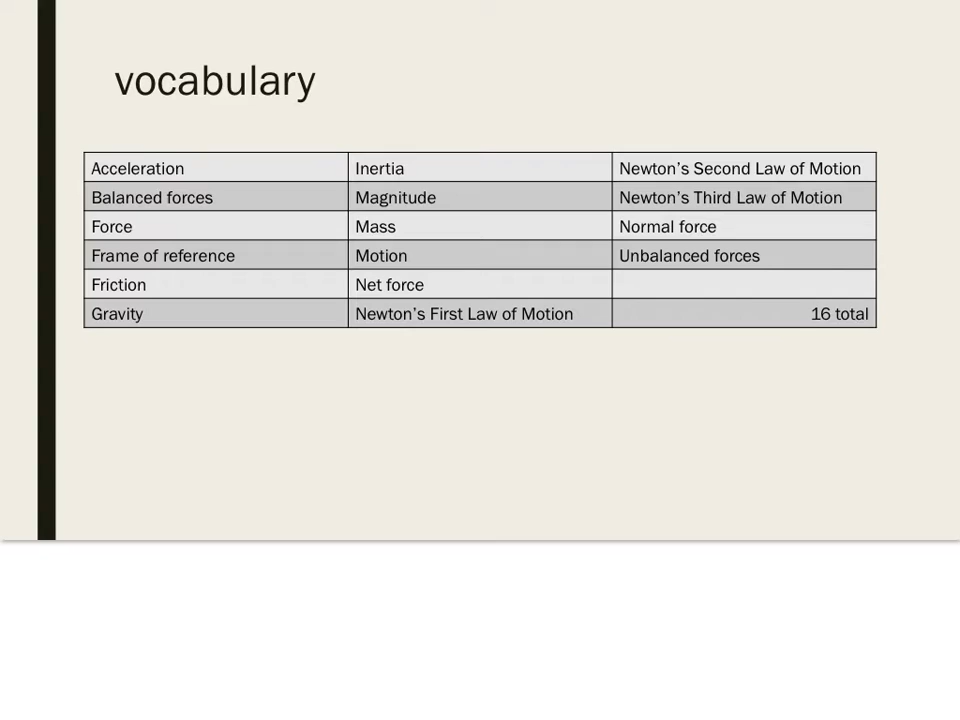 vocabulary
Acceleration Inertia Newton’s Second Law of Motion
Balanced forces Magnitude Newton’s Third Law of Motion
Force Mass Normal force
Frame of reference Motion Unbalanced forces
Friction Net force
Gravity Newton’s First Law of Motion 16 total